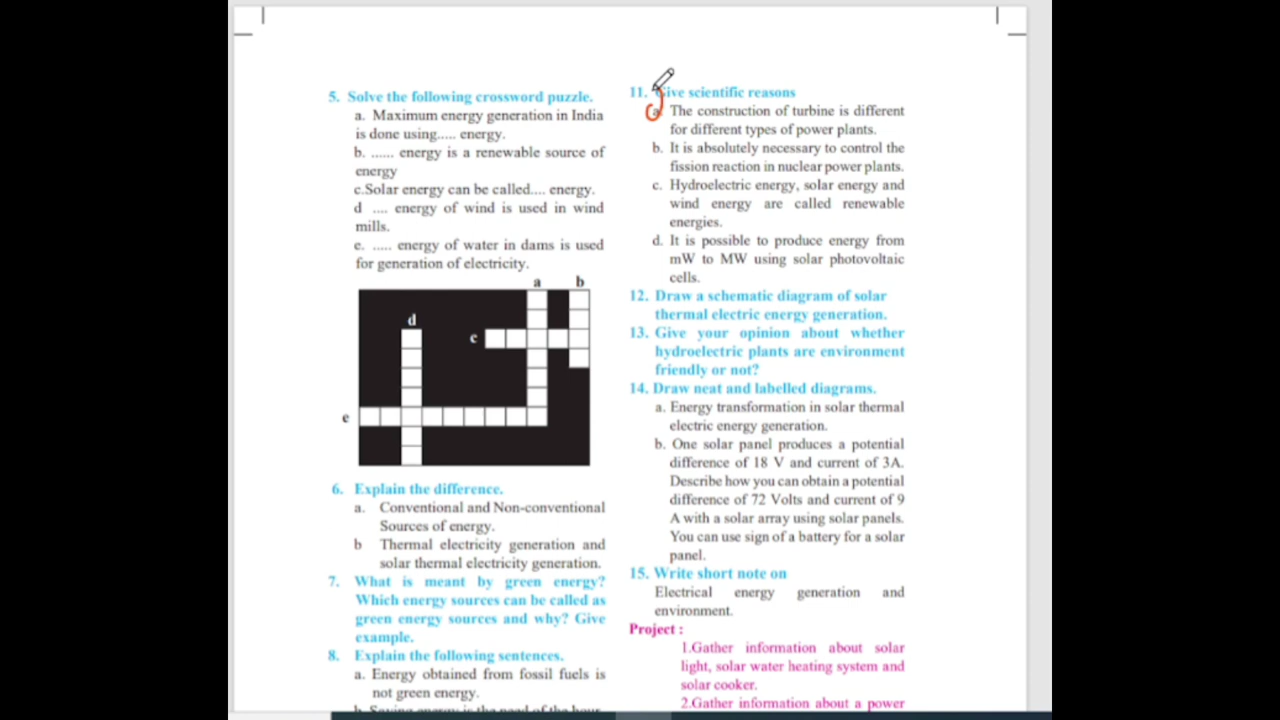 5. Solve the following crossword puzzle.
a. Maximum energy generation in India
is done using..... energy.
b. ...... energy is a renewable source of
energy
c.Solar energy can be called.... energy.
d .... energy of wind is used in wind
mills.
e. ..... energy of water in dams is used
for generation of electricity.
a b
d
c
e
6. Explain the difference.
a. Conventional and Non-conventional
Sources of energy.
b Thermal electricity generation and
solar thermal electricity generation.
7. What is meant by green energy?
Which energy sources can be called as
green energy sources and why? Give
example.
8. Explain the following sentences.
a. Energy obtained from fossil fuels is
not green energy.
b. Saving energy is the need of the hour.
11. Give scientific reasons
a. The construction of turbine is different
for different types of power plants.
b. It is absolutely necessary to control the
fission reaction in nuclear power plants.
c. Hydroelectric energy, solar energy and
wind energy are called renewable
energies.
d. It is possible to produce energy from
mW to MW using solar photovoltaic
cells.
12. Draw a schematic diagram of solar
thermal electric energy generation.
13. Give your opinion about whether
hydroelectric plants are environment
friendly or not?
14. Draw neat and labelled diagrams.
a. Energy transformation in solar thermal
electric energy generation.
b. One solar panel produces a potential
difference of 18 V and current of 3A.
Describe how you can obtain a potential
difference of 72 Volts and current of 9
A with a solar array using solar panels.
You can use sign of a battery for a solar
panel.
15. Write short note on
Electrical energy generation and
environment.
Project :
1.Gather information about solar
light, solar water heating system and
solar cooker.
2.Gather information about a power